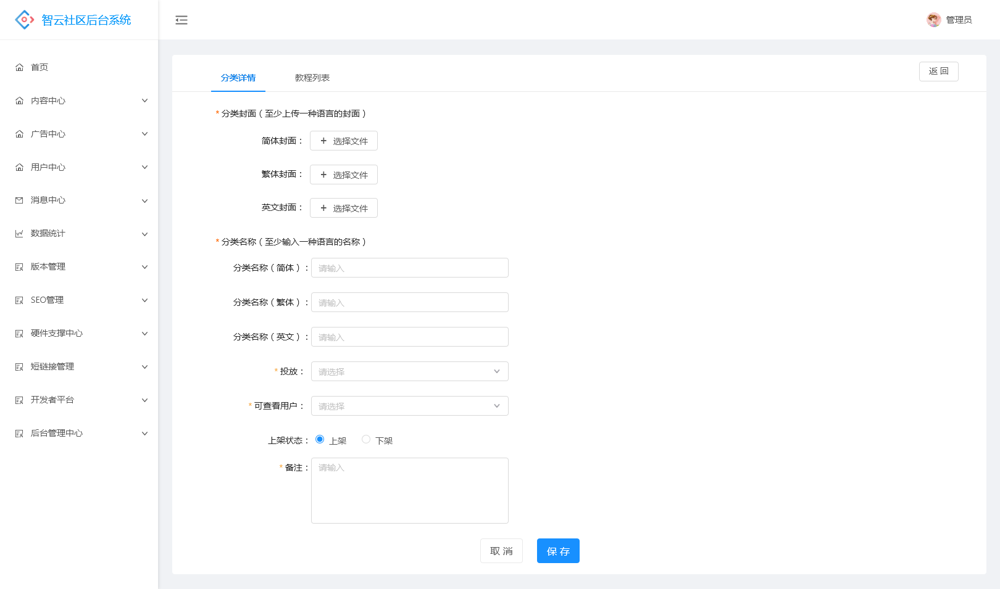 智云社区后台系统
管理员
首页
内容中心
广告中心
用户中心
消息中心
数据统计
版本管理
SEO管理
硬件支撑中心
短链接管理
开发者平台
后台管理中心
分类详情
教程列表
返 回
* 分类封面（至少上传一种语言的封面）
简体封面： + 选择文件
繁体封面： + 选择文件
英文封面： + 选择文件
* 分类名称（至少输入一种语言的名称）
分类名称（简体）： 请输入
分类名称（繁体）： 请输入
分类名称（英文）： 请输入
* 投放： 请选择
* 可查看用户： 请选择
上架状态： 上架 下架
* 备注： 请输入
取 消 保 存